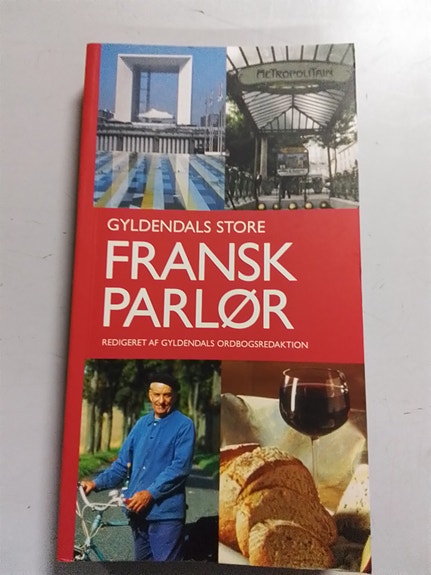 METROPOLITAIN
GYLDENDALS STORE
FRANSK
PARLØR
REDIGERET AF GYLDENDALS ORDBOGSREDAKTION